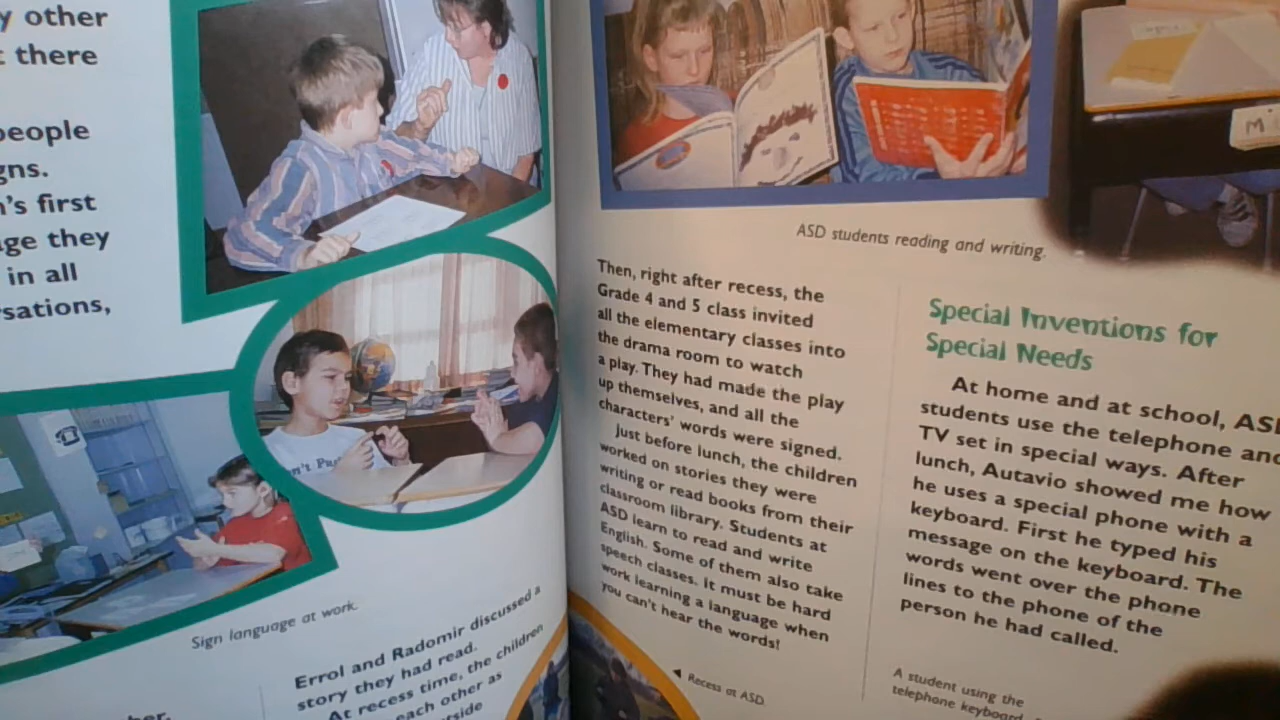 y other
t there
people
gns.
n's first
age they
in all
sations,
Sign language at work.
Errol and Radomir discussed a
story they had read.
At recess time, the children
each other as
ASD students reading and writing.
Then, right after recess, the
Grade 4 and 5 class invited
all the elementary classes into
the drama room to watch
a play. They had made the play
up themselves, and all the
characters' words were signed.
Just before lunch, the children
worked on stories they were
writing or read books from their
classroom library. Students at
ASD learn to read and write
English. Some of them also take
speech classes. It must be hard
work learning a language when
you can't hear the words!
◄ Recess at ASD.
Special Inventions for
Special Needs
At home and at school, ASD
students use the telephone and
TV set in special ways. After
lunch, Autavio showed me how
he uses a special phone with a
keyboard. First he typed his
message on the keyboard. The
words went over the phone
lines to the phone of the
person he had called.
A student using the
telephone keyboard